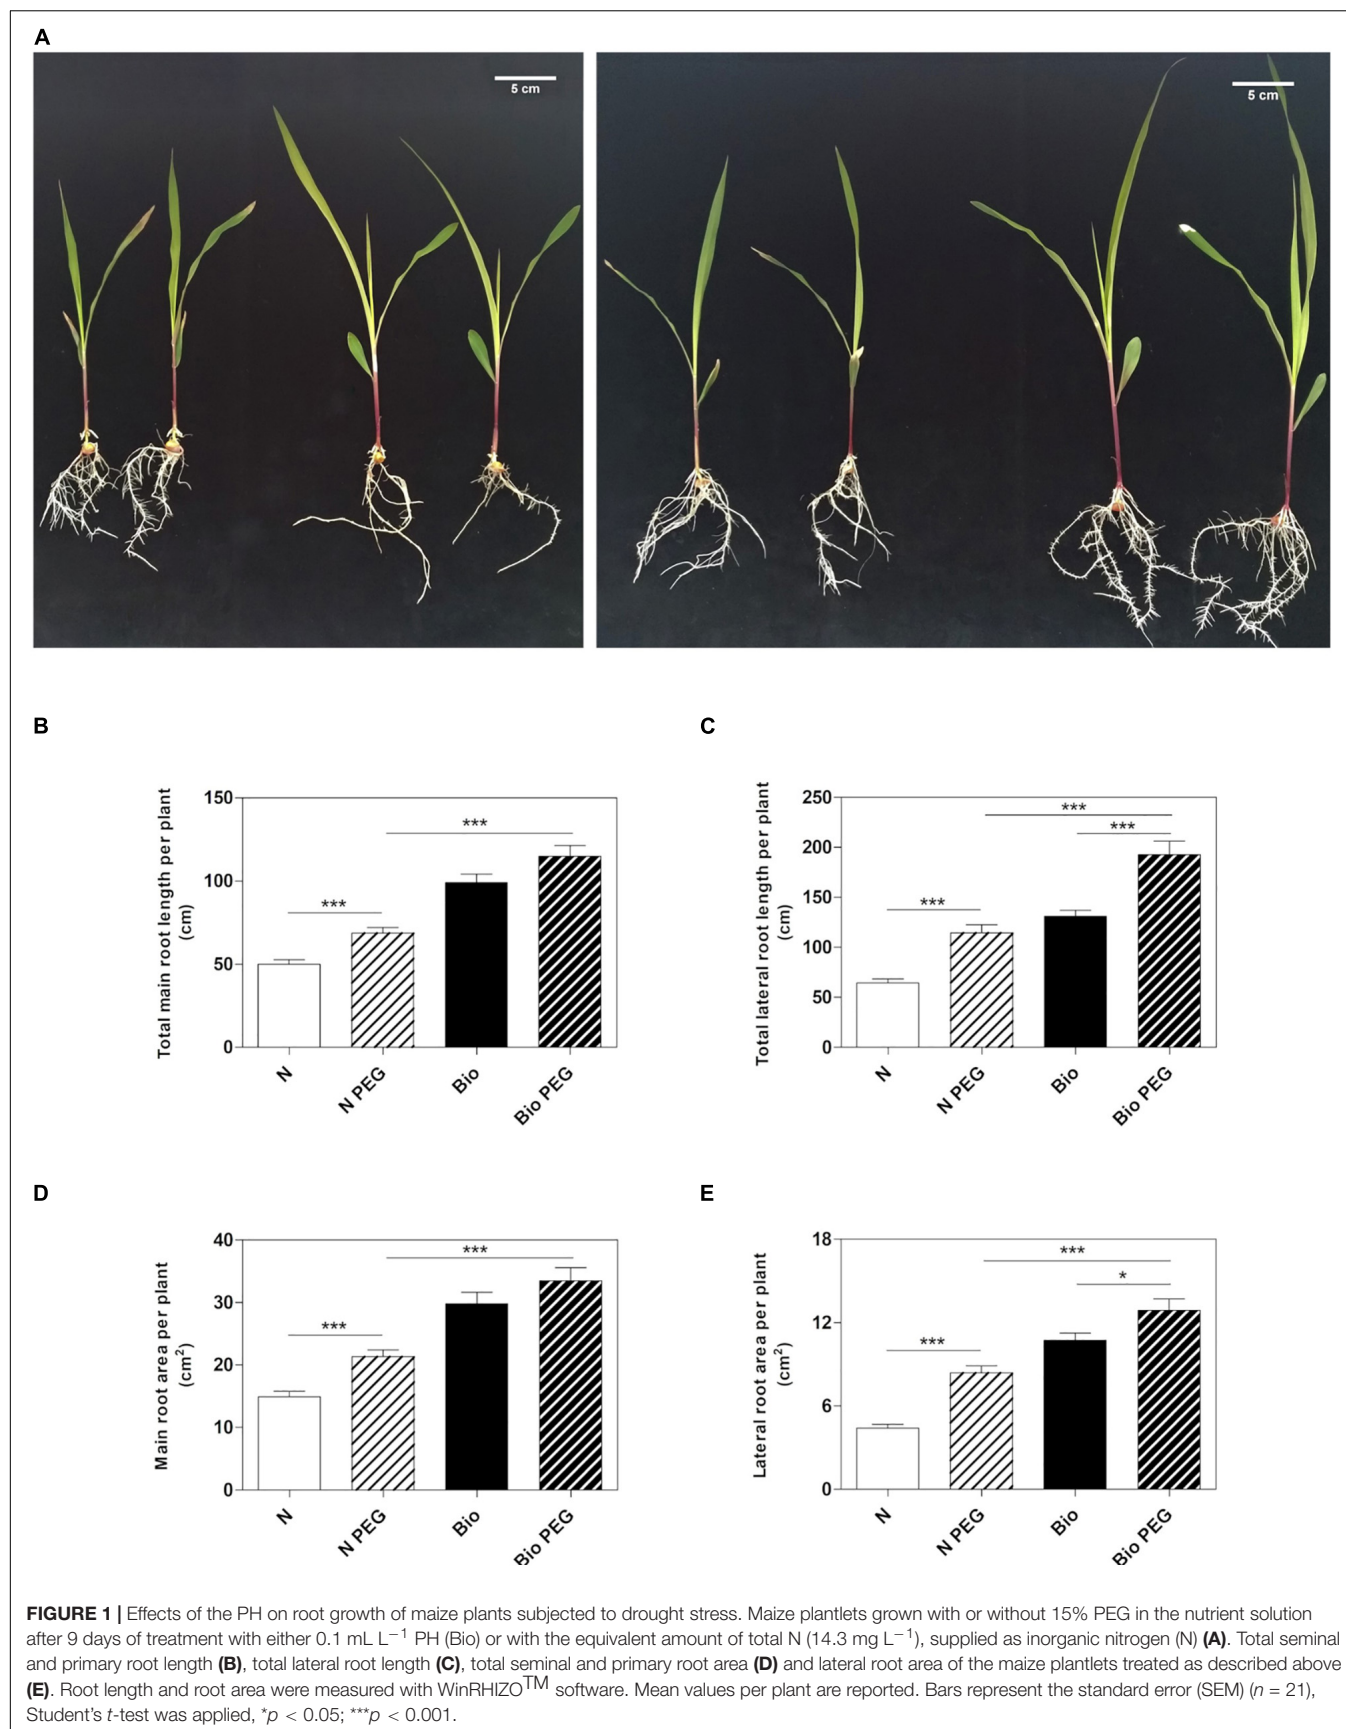 A
5 cm
5 cm
B
C
Total main root length per plant
(cm)
150
100
50
0
***
***
N
N PEG
Bio
Bio PEG
Total lateral root length per plant
(cm)
250
200
150
100
50
0
***
***
***
N
N PEG
Bio
Bio PEG
D
E
Main root area per plant
(cm²)
40
30
20
10
0
***
***
N
N PEG
Bio
Bio PEG
Lateral root area per plant
(cm²)
18
12
6
0
***
***
*
N
N PEG
Bio
Bio PEG
FIGURE 1 | Effects of the PH on root growth of maize plants subjected to drought stress. Maize plantlets grown with or without 15% PEG in the nutrient solution
after 9 days of treatment with either 0.1 mL L⁻¹ PH (Bio) or with the equivalent amount of total N (14.3 mg L⁻¹), supplied as inorganic nitrogen (N) (A). Total seminal
and primary root length (B), total lateral root length (C), total seminal and primary root area (D) and lateral root area of the maize plantlets treated as described above
(E). Root length and root area were measured with WinRHIZO™ software. Mean values per plant are reported. Bars represent the standard error (SEM) (n = 21),
Student's t-test was applied, *p < 0.05; ***p < 0.001.